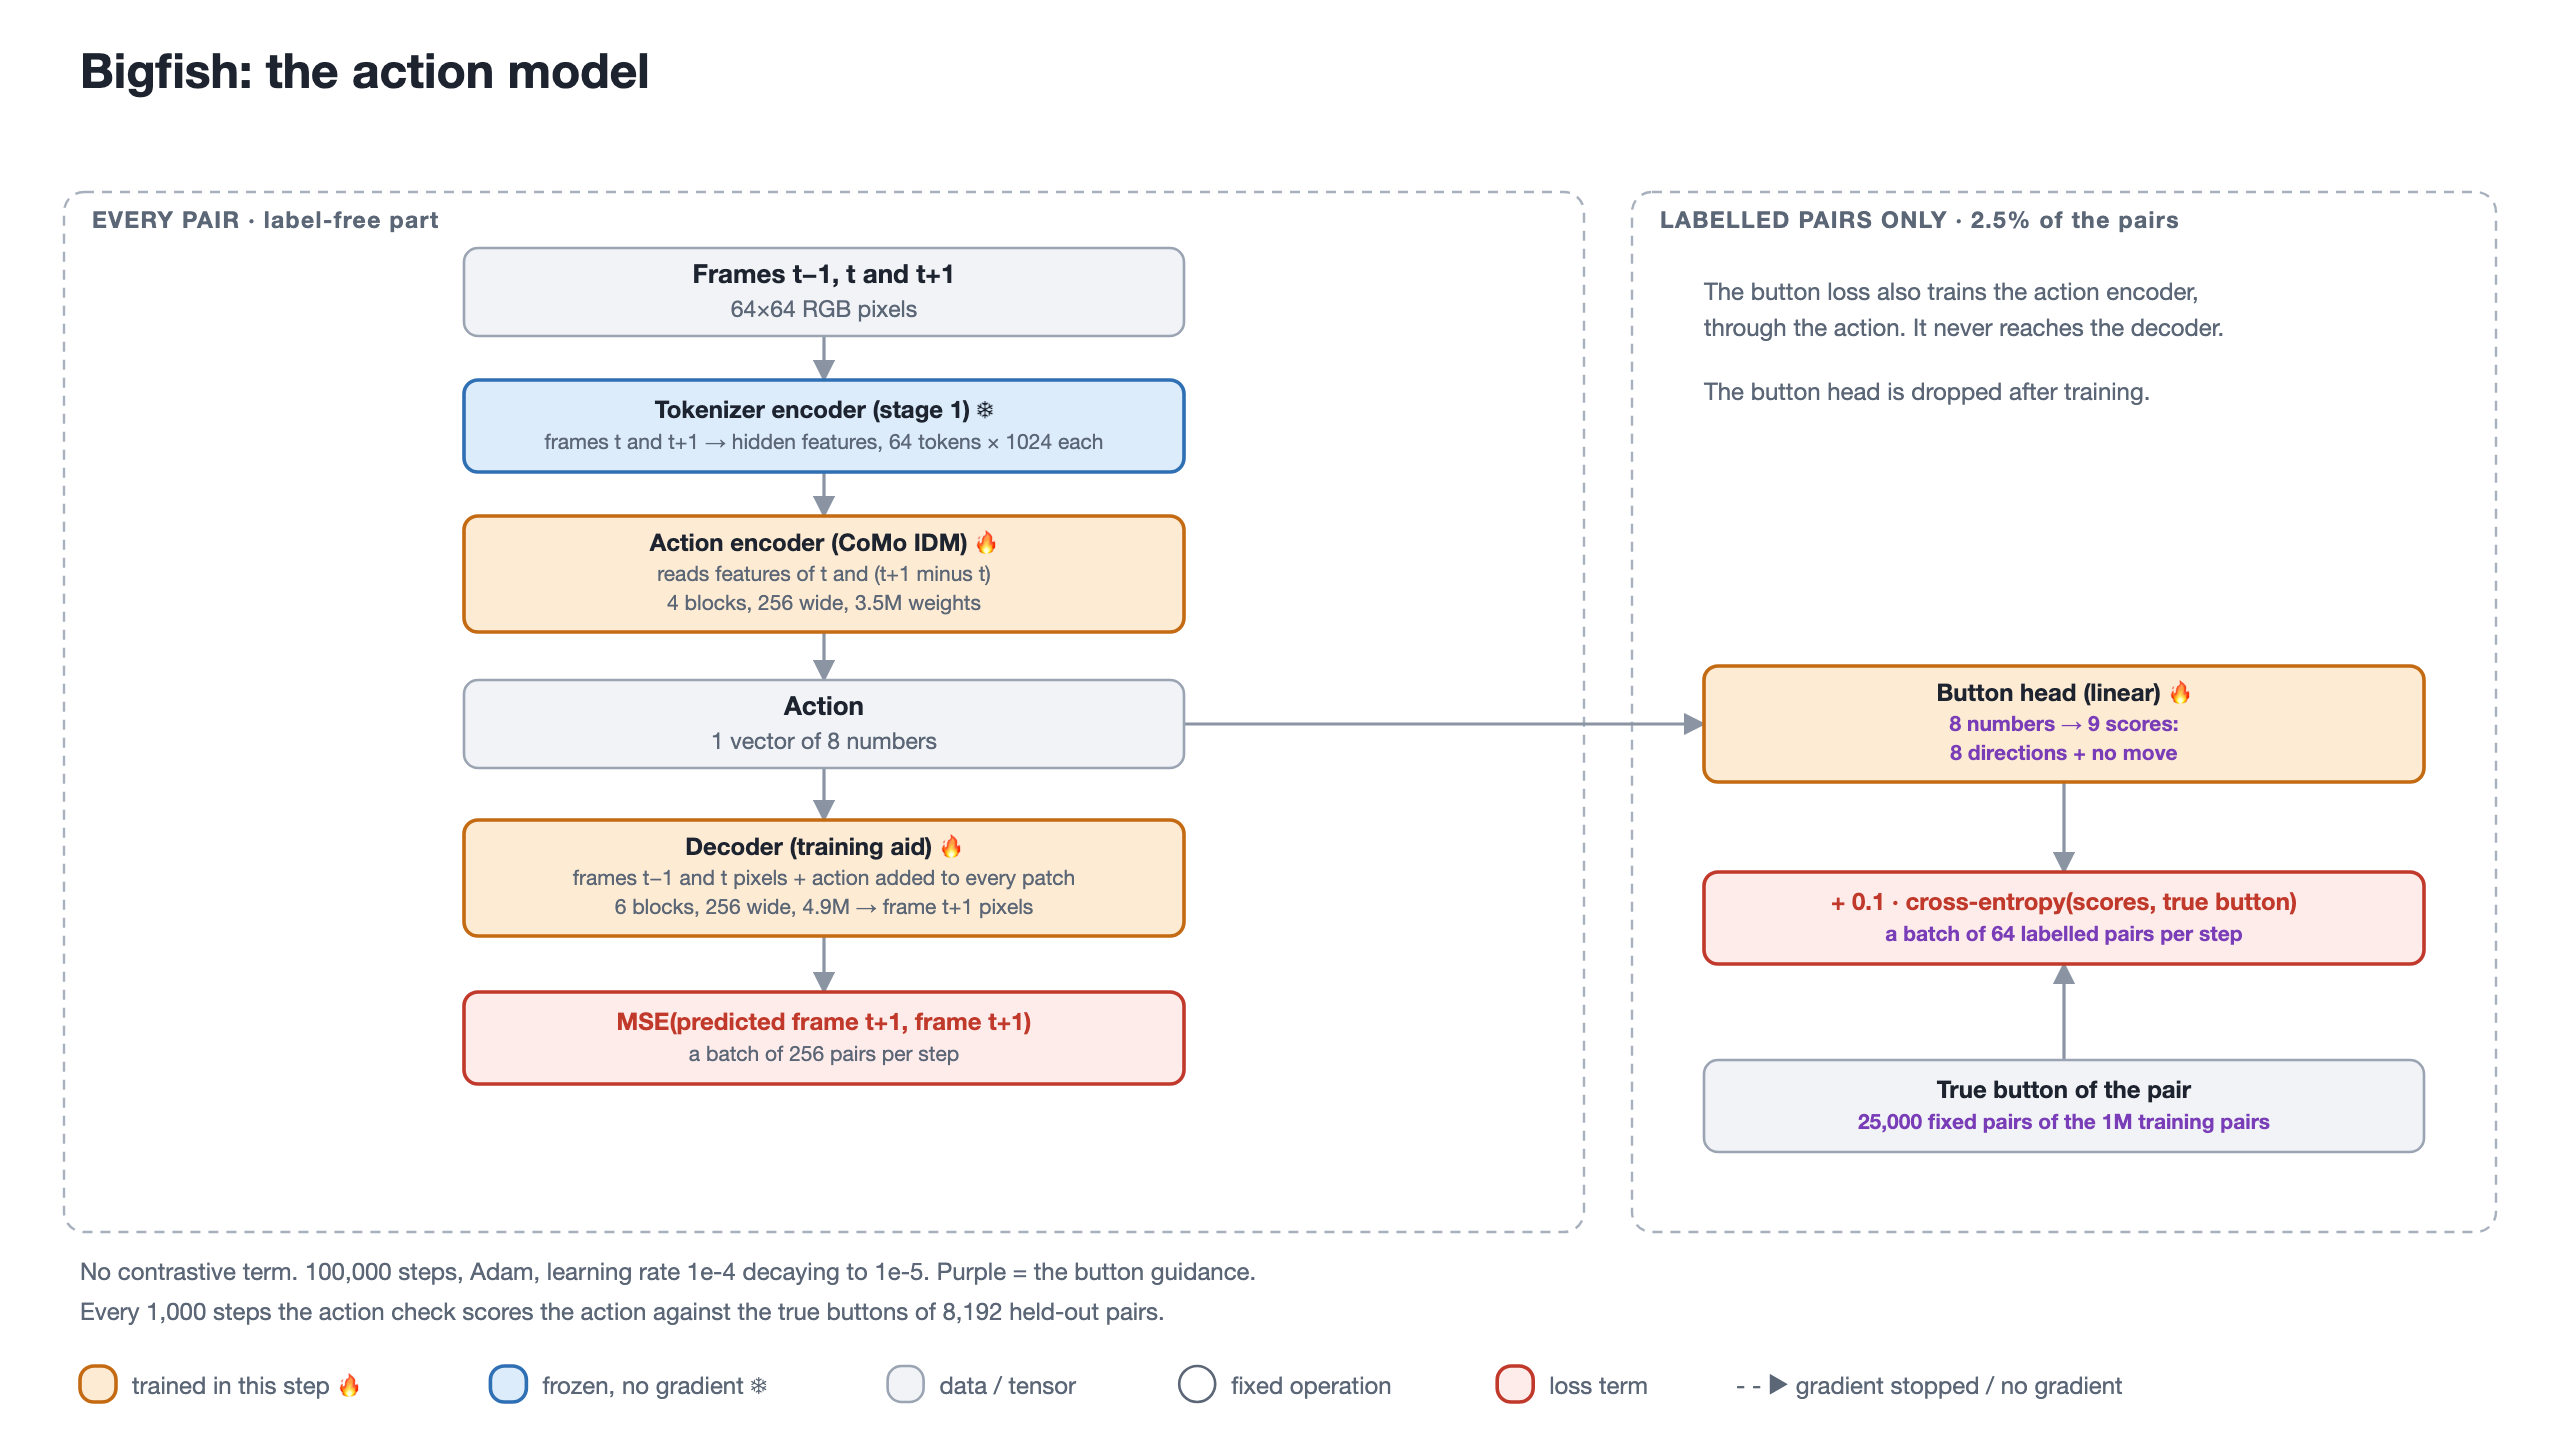 Bigfish: the action model
EVERY PAIR · label-free part
Frames t−1, t and t+1
64×64 RGB pixels
Tokenizer encoder (stage 1) ❄
frames t and t+1 → hidden features, 64 tokens × 1024 each
Action encoder (CoMo IDM) 🔥
reads features of t and (t+1 minus t)
4 blocks, 256 wide, 3.5M weights
Action
1 vector of 8 numbers
Decoder (training aid) 🔥
frames t−1 and t pixels + action added to every patch
6 blocks, 256 wide, 4.9M → frame t+1 pixels
MSE(predicted frame t+1, frame t+1)
a batch of 256 pairs per step
LABELLED PAIRS ONLY · 2.5% of the pairs
The button loss also trains the action encoder,
through the action. It never reaches the decoder.
The button head is dropped after training.
Button head (linear) 🔥
8 numbers → 9 scores:
8 directions + no move
+ 0.1 · cross-entropy(scores, true button)
a batch of 64 labelled pairs per step
True button of the pair
25,000 fixed pairs of the 1M training pairs
No contrastive term. 100,000 steps, Adam, learning rate 1e-4 decaying to 1e-5. Purple = the button guidance.
Every 1,000 steps the action check scores the action against the true buttons of 8,192 held-out pairs.
trained in this step 🔥
frozen, no gradient ❄
data / tensor
fixed operation
loss term
gradient stopped / no gradient